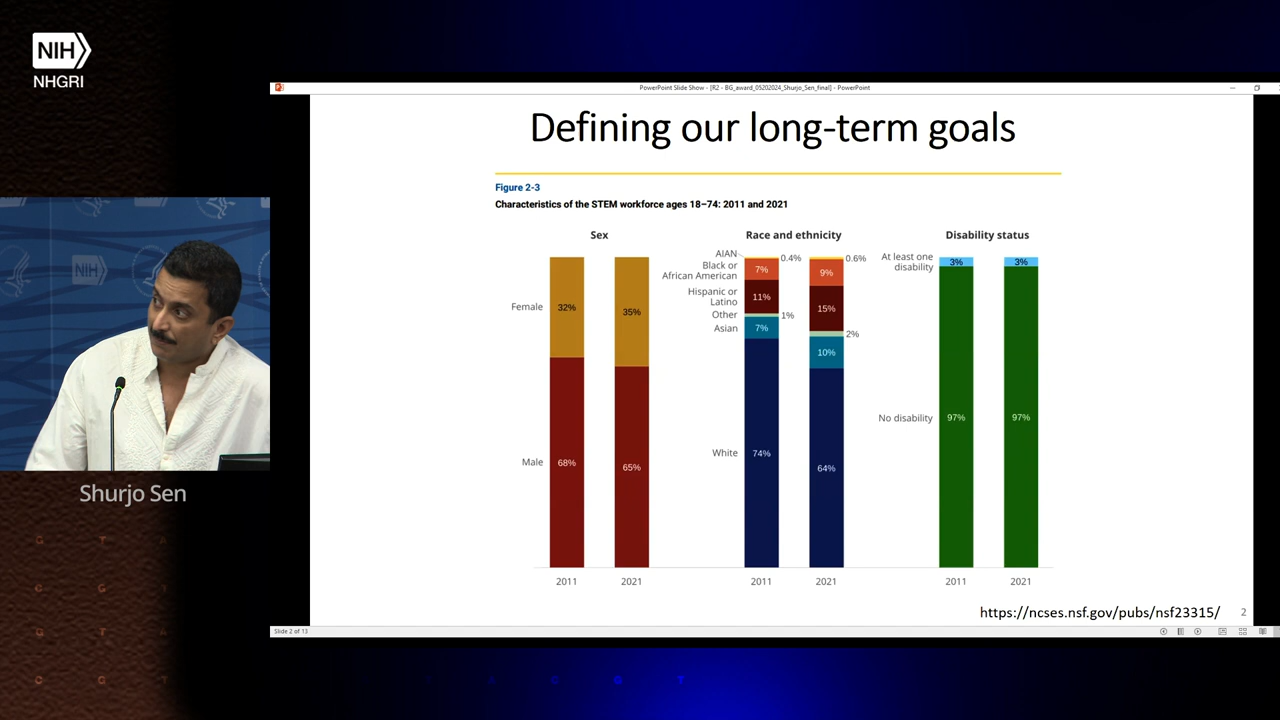 NIH
NHGRI
PowerPoint Slide Show - [R2 - BG_award_05202024_Shurjo_Sen_final] - PowerPoint
Defining our long-term goals
Figure 2-3
Characteristics of the STEM workforce ages 18–74: 2011 and 2021
Sex
Female
Male
32%
68%
35%
65%
2011
2021
Race and ethnicity
AIAN
Black or
African American
Hispanic or
Latino
Other
Asian
White
0.4%
7%
11%
1%
7%
74%
0.6%
9%
15%
2%
10%
64%
2011
2021
Disability status
At least one
disability
No disability
3%
97%
3%
97%
2011
2021
https://ncses.nsf.gov/pubs/nsf23315/
2
Slide 2 of 13
NIH
Shurjo Sen
G T A
C G T
G T
C G T